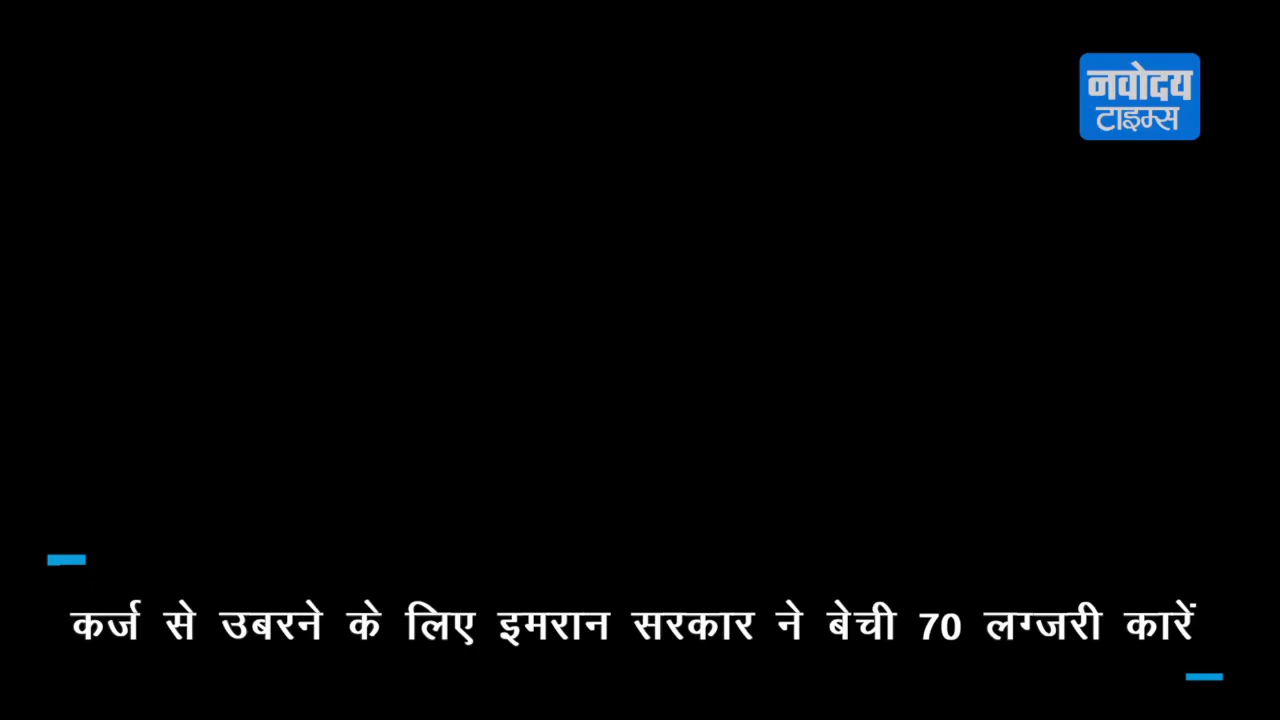 नवोदय
टाइम्स
कर्ज से उबरने के लिए इमरान सरकार ने बेची 70 लग्जरी कारें